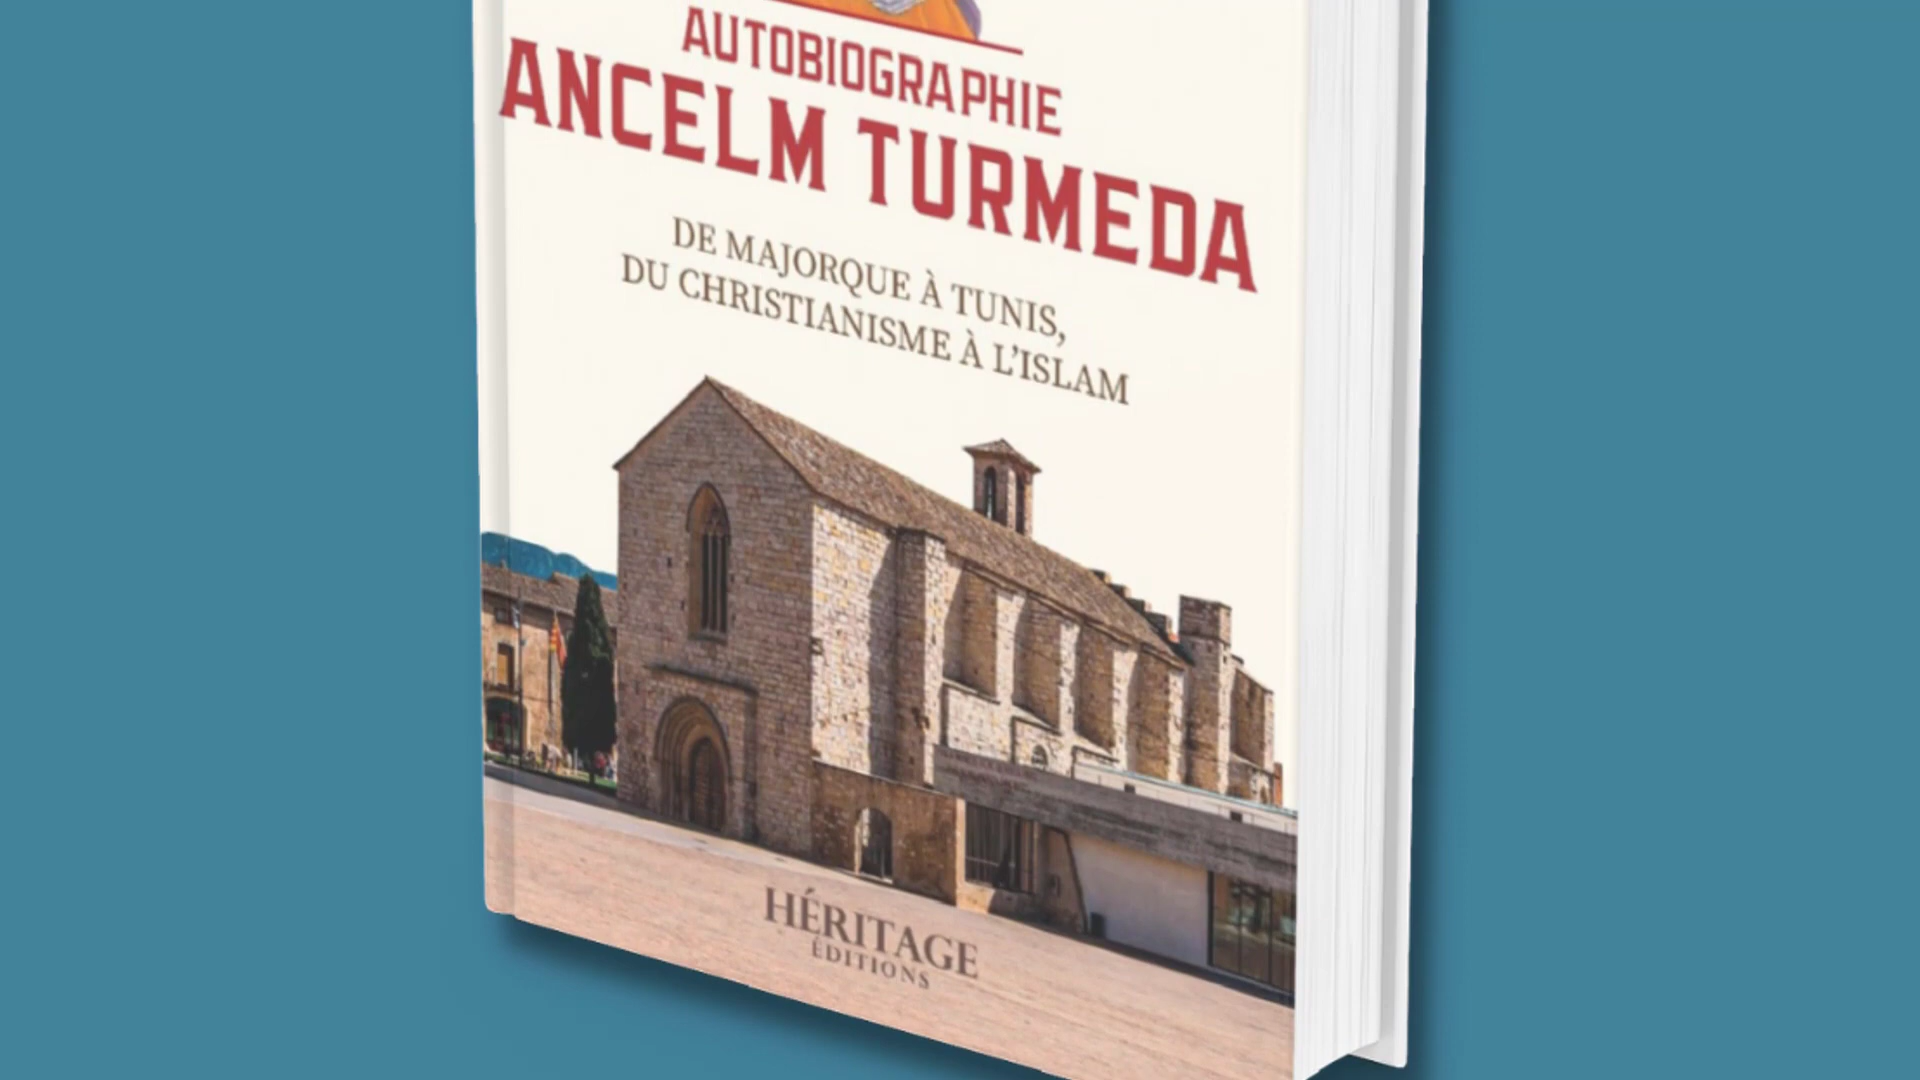 AUTOBIOGRAPHIE
ANCELM TURMEDA
DE MAJORQUE À TUNIS,
DU CHRISTIANISME À L'ISLAM
HÉRITAGE
ÉDITIONS